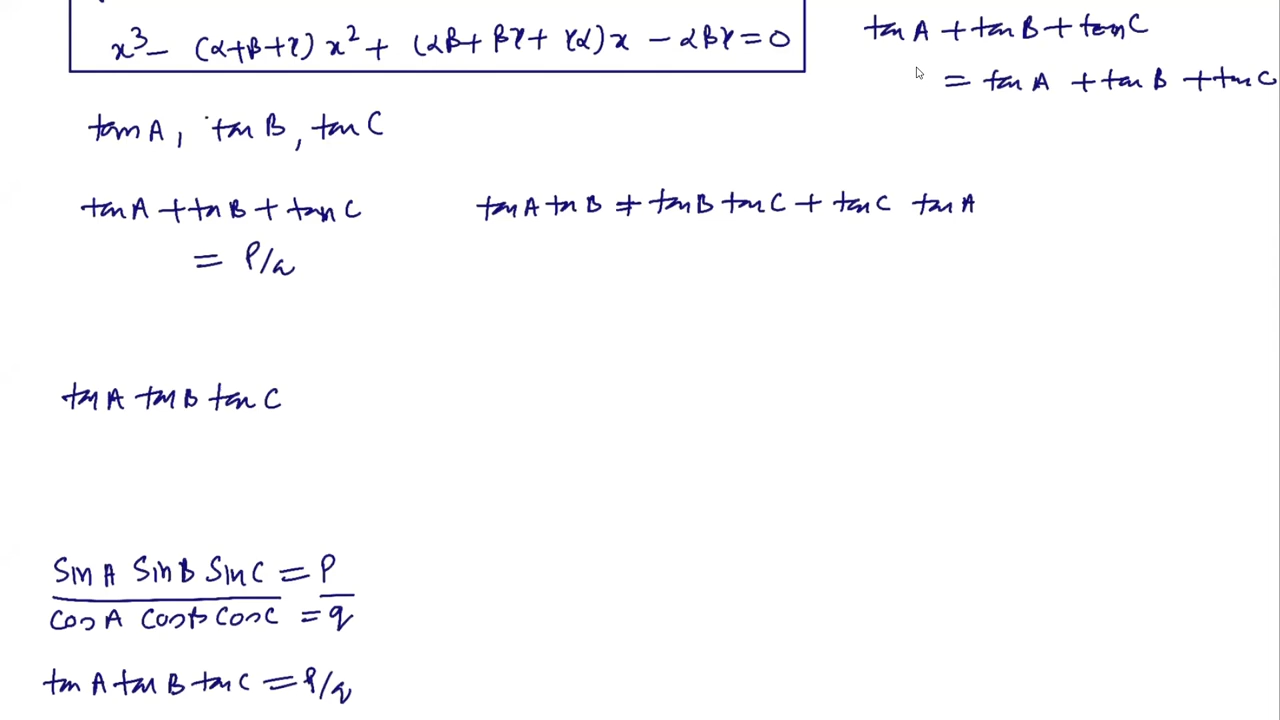 x³ - (α+β+γ) x² + (αβ + βγ + γα)x - αβγ = 0
tan A + tan B + tan C
= tan A + tan B + tan C
tan A, tan B, tan C
tan A + tan B + tan C
= P/q
tan A tan B + tan B tan C + tan C tan A
tan A tan B tan C
Sin A Sin B Sin C = P
cos A cos B cos C = q
tan A tan B tan C = P/q